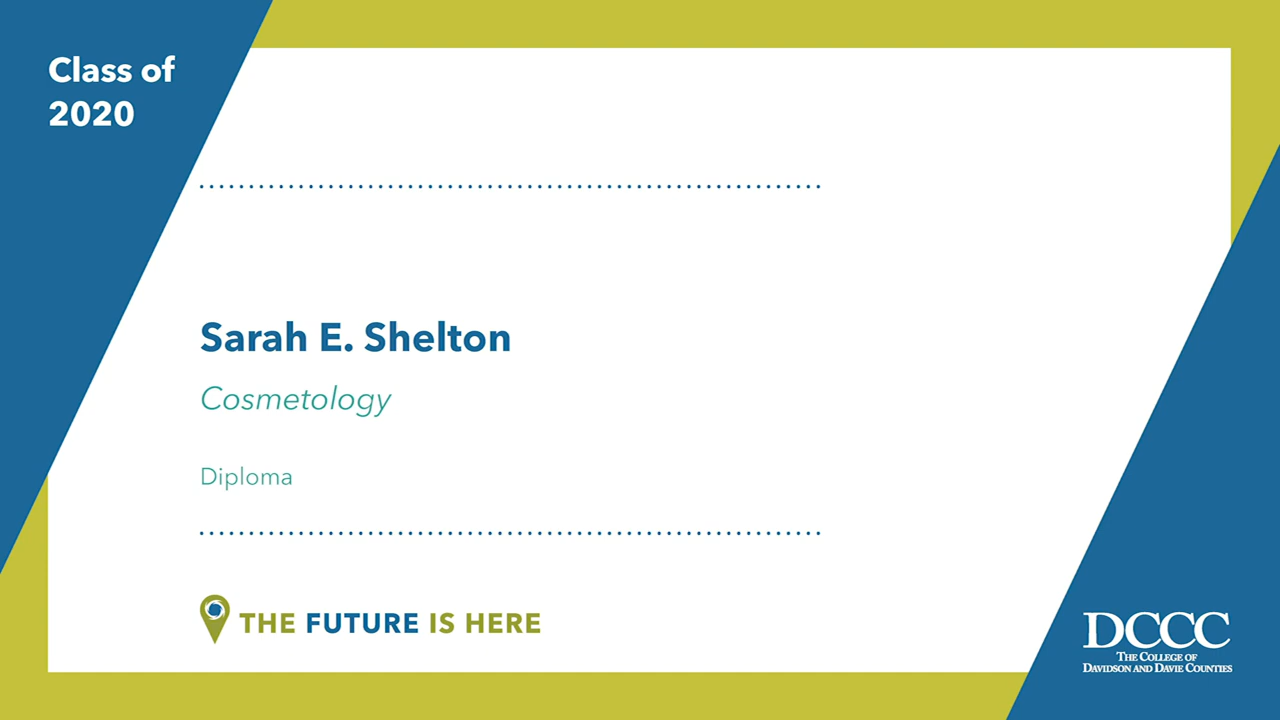 Class of
2020
Sarah E. Shelton
Cosmetology
Diploma
THE FUTURE IS HERE
DCCC
THE COLLEGE OF
DAVIDSON AND DAVIE COUNTIES